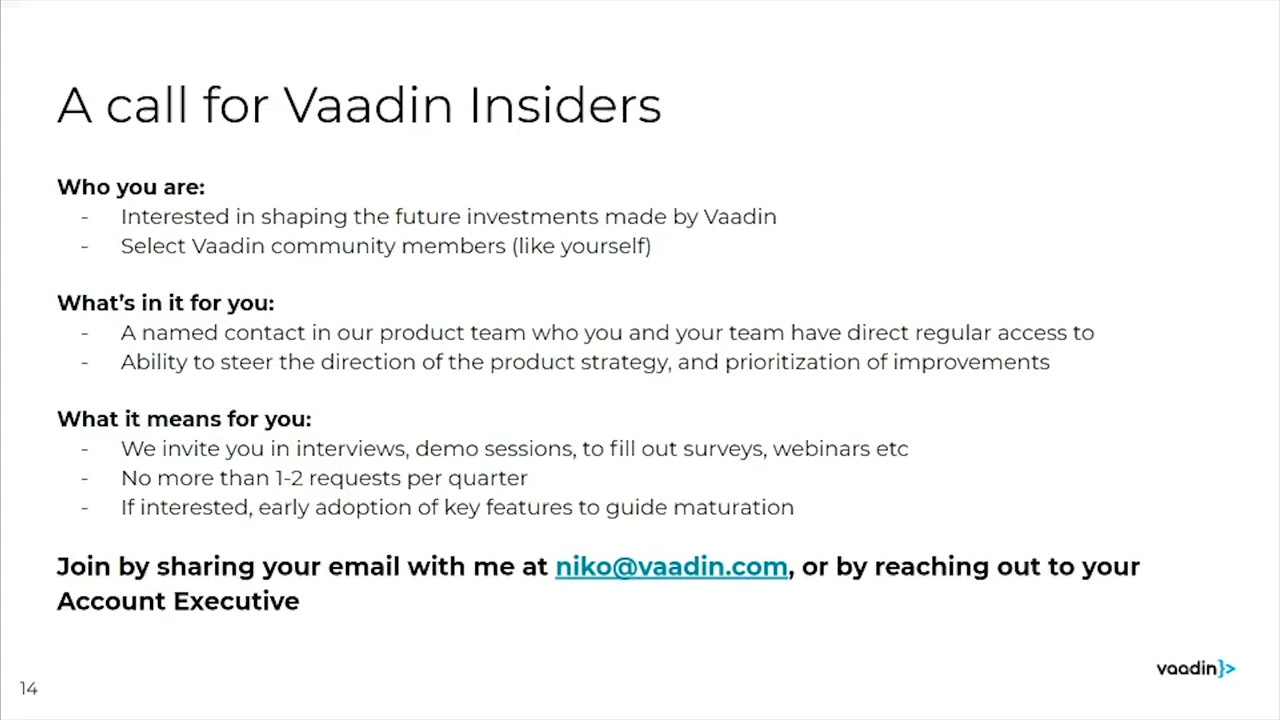 A call for Vaadin Insiders
Who you are:
- Interested in shaping the future investments made by Vaadin
- Select Vaadin community members (like yourself)
What's in it for you:
- A named contact in our product team who you and your team have direct regular access to
- Ability to steer the direction of the product strategy, and prioritization of improvements
What it means for you:
- We invite you in interviews, demo sessions, to fill out surveys, webinars etc
- No more than 1-2 requests per quarter
- If interested, early adoption of key features to guide maturation
Join by sharing your email with me at niko@vaadin.com, or by reaching out to your
Account Executive
vaadin}>
14